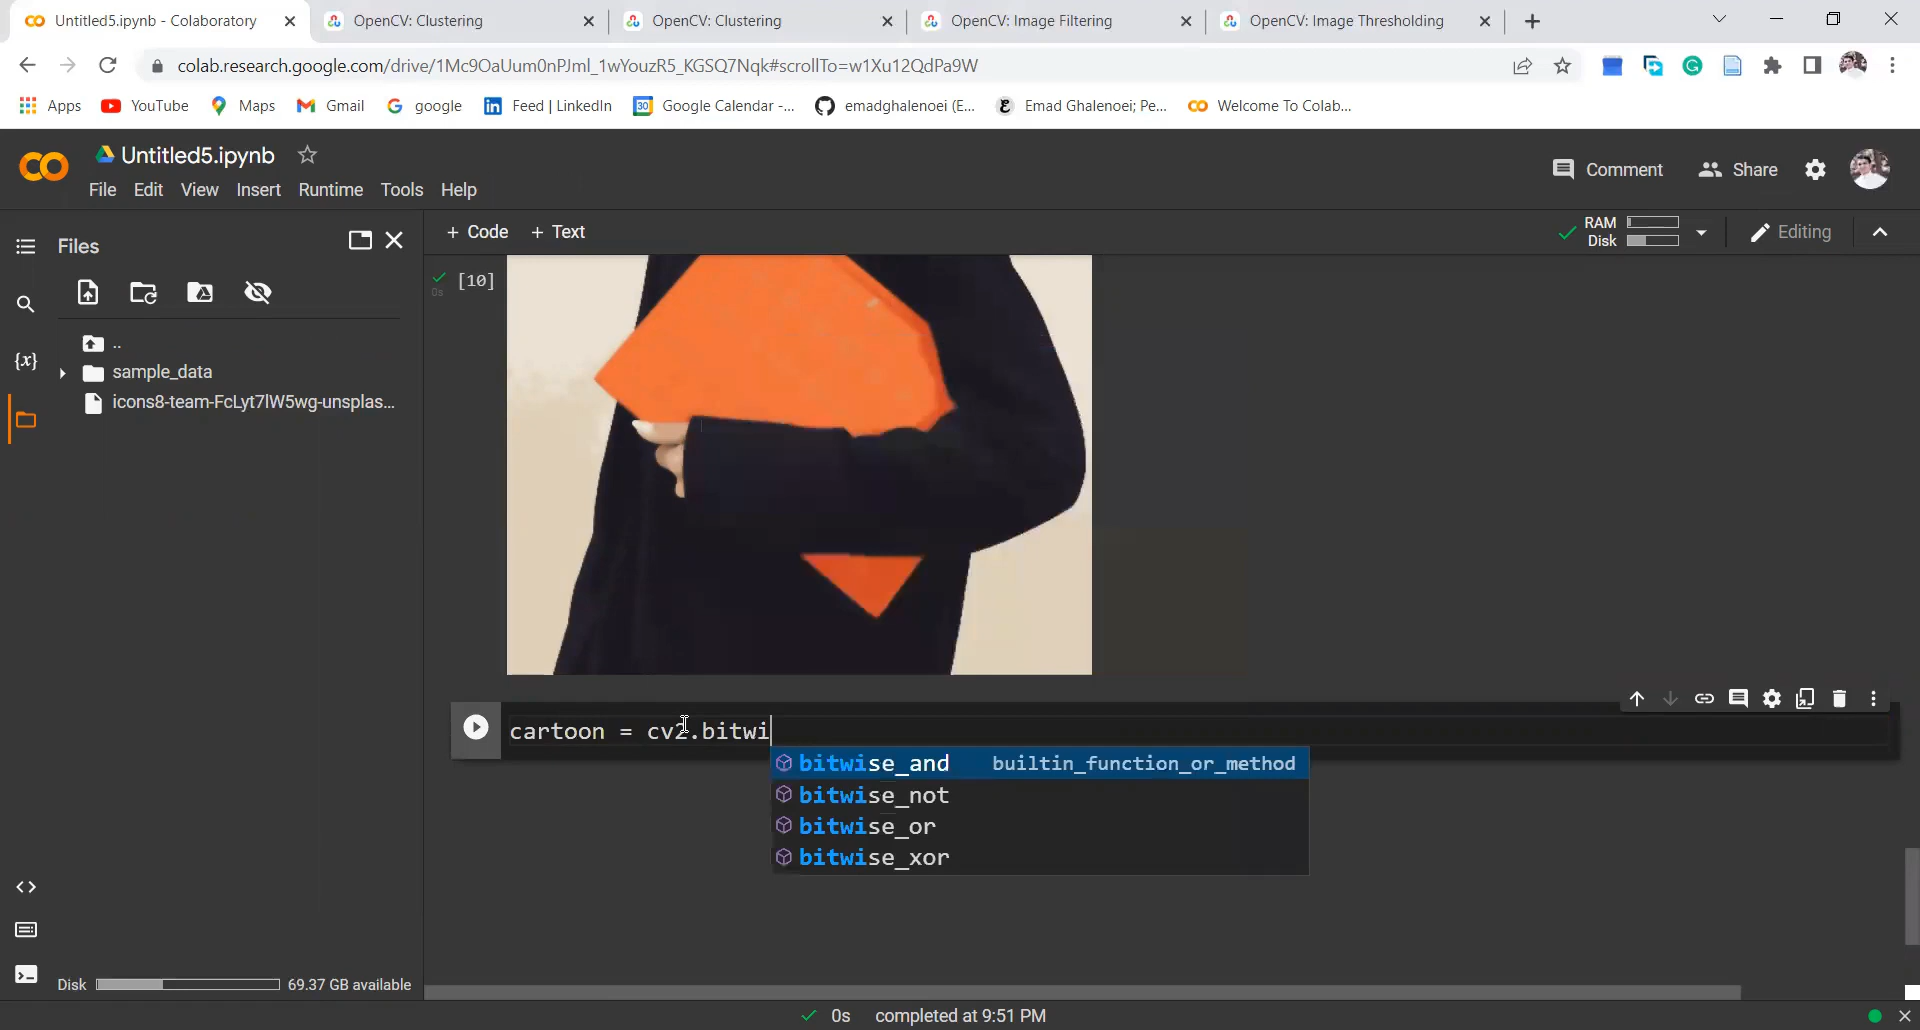 Untitled5.ipynb - Colaboratory
OpenCV: Clustering
OpenCV: Clustering
OpenCV: Image Filtering
OpenCV: Image Thresholding
colab.research.google.com/drive/1Mc9OaUum0nPJml_1wYouzR5_KGSQ7Nqk#scrollTo=w1Xu12QdPa9W
Apps
YouTube
Maps
Gmail
google
Feed | LinkedIn
Google Calendar -...
emadghalenoei (E...
Emad Ghalenoei; Pe...
Welcome To Colab...
Untitled5.ipynb
Comment
Share
File Edit View Insert Runtime Tools Help
Files
+ Code + Text
RAM
Disk
Editing
[10]
0s
{x}
..
sample_data
icons8-team-FcLyt7lW5wg-unsplas...
cartoon = cv2.bitwi
bitwise_and builtin_function_or_method
bitwise_not
bitwise_or
bitwise_xor
Disk 69.37 GB available
0s completed at 9:51 PM